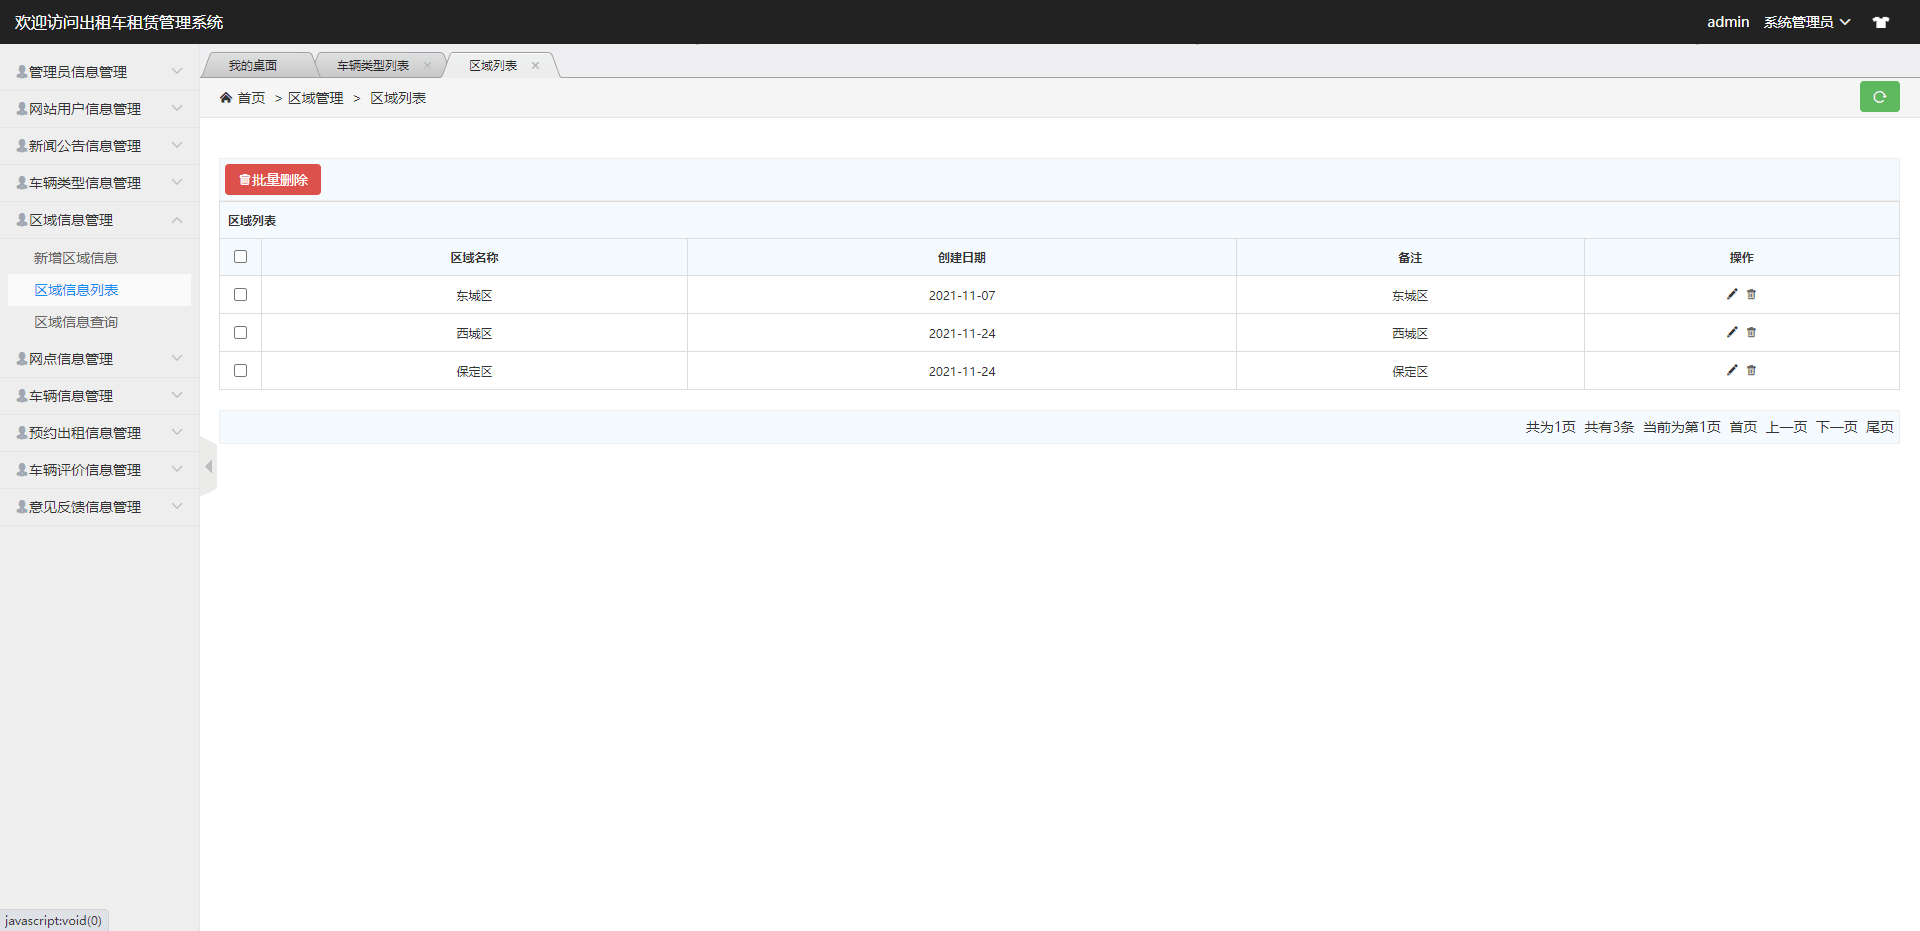 欢迎访问出租车租赁管理系统
admin 系统管理员
管理员信息管理
网站用户信息管理
新闻公告信息管理
车辆类型信息管理
区域信息管理
新增区域信息
区域信息列表
区域信息查询
网点信息管理
车辆信息管理
预约出租信息管理
车辆评价信息管理
意见反馈信息管理
我的桌面 车辆类型列表 区域列表
首页 > 区域管理 > 区域列表
批量删除
区域列表
区域名称 创建日期 备注 操作
东城区 2021-11-07 东城区
西城区 2021-11-24 西城区
保定区 2021-11-24 保定区
共为1页 共有3条 当前为第1页 首页 上一页 下一页 尾页
javascript:void(0)